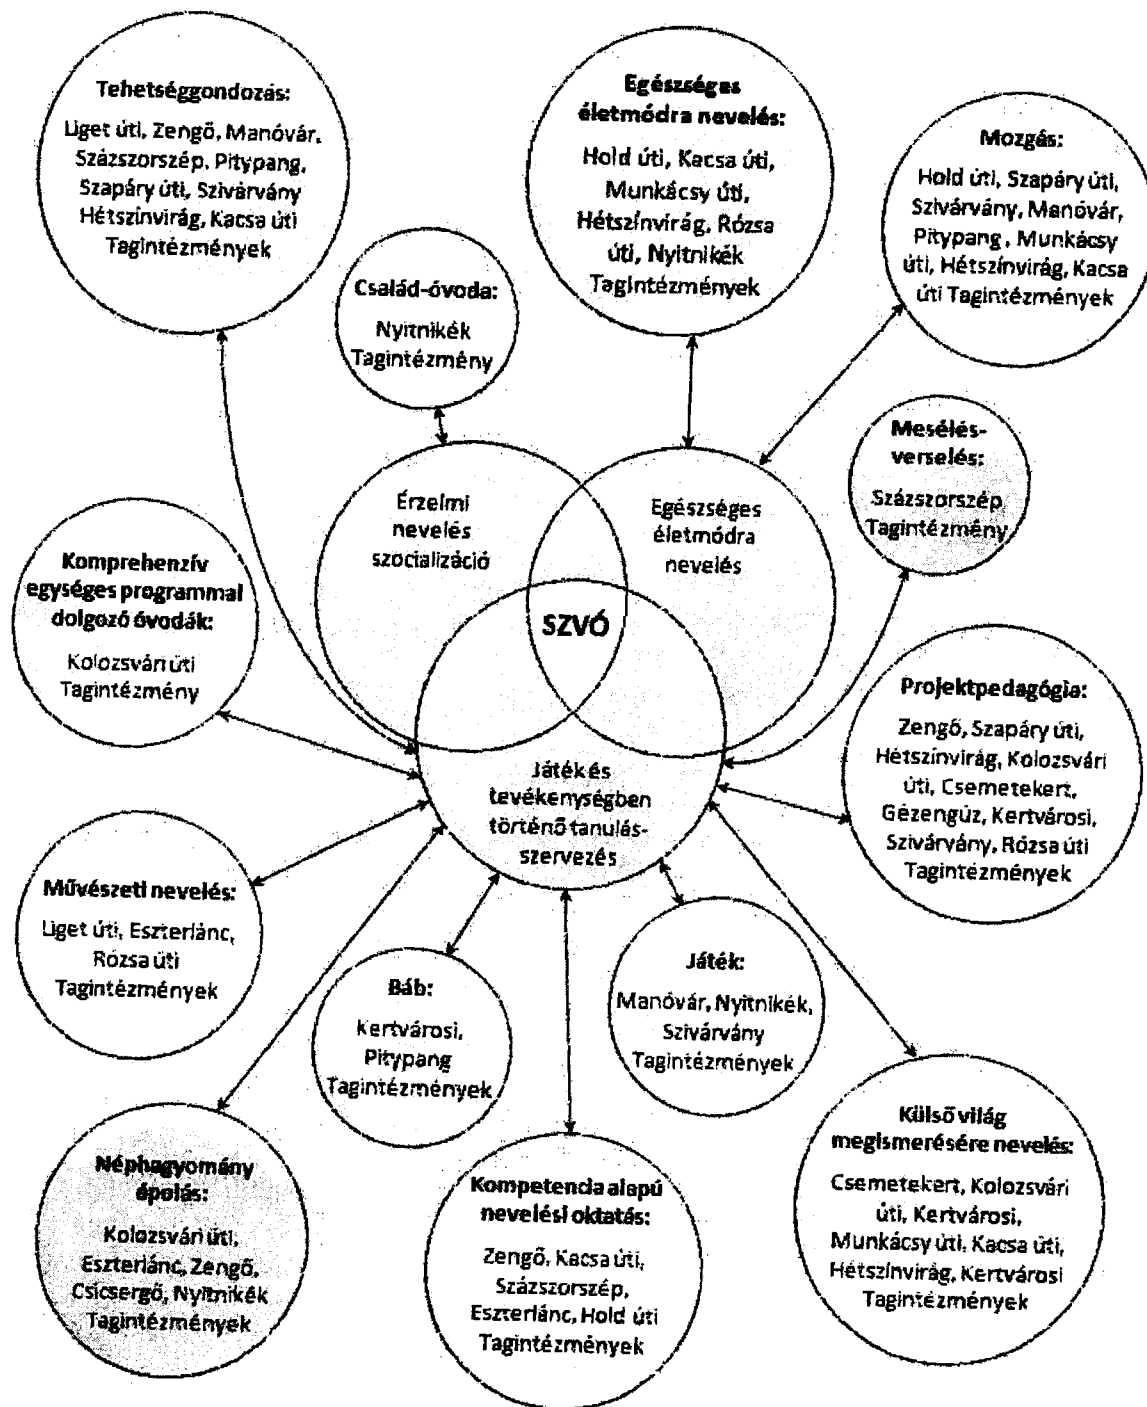 Tehetséggondozás:
Liget úti, Zengő, Manóvár,
Százszorszép, Pitypang,
Szapáry úti, Szivárvány
Hétszínvirág, Kacsa úti
Tagintézmények
Egészséges
életmódra nevelés:
Hold úti, Kacsa úti,
Munkácsy úti,
Hétszínvirág, Rózsa
úti, Nyitnikék
Tagintézmények
Mozgás:
Hold úti, Szapáry úti,
Szivárvány, Manóvár,
Pitypang, Munkácsy
úti, Hétszínvirág, Kacsa
úti Tagintézmények
Család-óvoda:
Nyitnikék
Tagintézmény
Mesélés-
verselés:
Százszorszép
Tagintézmény
Érzelmi
nevelés
szocializáció
Egészséges
életmódra
nevelés
SZVÓ
Játék és
tevékenységben
történő tanulás-
szervezés
Komprehenzív
egységes programmal
dolgozó óvodák:
Kolozsvári úti
Tagintézmény
Projektpedagógia:
Zengő, Szapáry úti,
Hétszínvirág, Kolozsvári
úti, Csemetekert,
Gézengúz, Kertvárosi,
Szivárvány, Rózsa úti
Tagintézmények
Művészeti nevelés:
Liget úti, Eszterlánc,
Rózsa úti
Tagintézmények
Báb:
Kertvárosi,
Pitypang
Tagintézmények
Játék:
Manóvár, Nyitnikék,
Szivárvány
Tagintézmények
Néphagyomány
ápolás:
Kolozsvári úti,
Eszterlánc, Zengő,
Csicsergő, Nyitnikék
Tagintézmények
Kompetencia alapú
nevelési oktatás:
Zengő, Kacsa úti,
Százszorszép,
Eszterlánc, Hold úti
Tagintézmények
Külső világ
megismerésére nevelés:
Csemetekert, Kolozsvári
úti, Kertvárosi,
Munkácsy úti, Kacsa úti,
Hétszínvirág, Kertvárosi
Tagintézmények